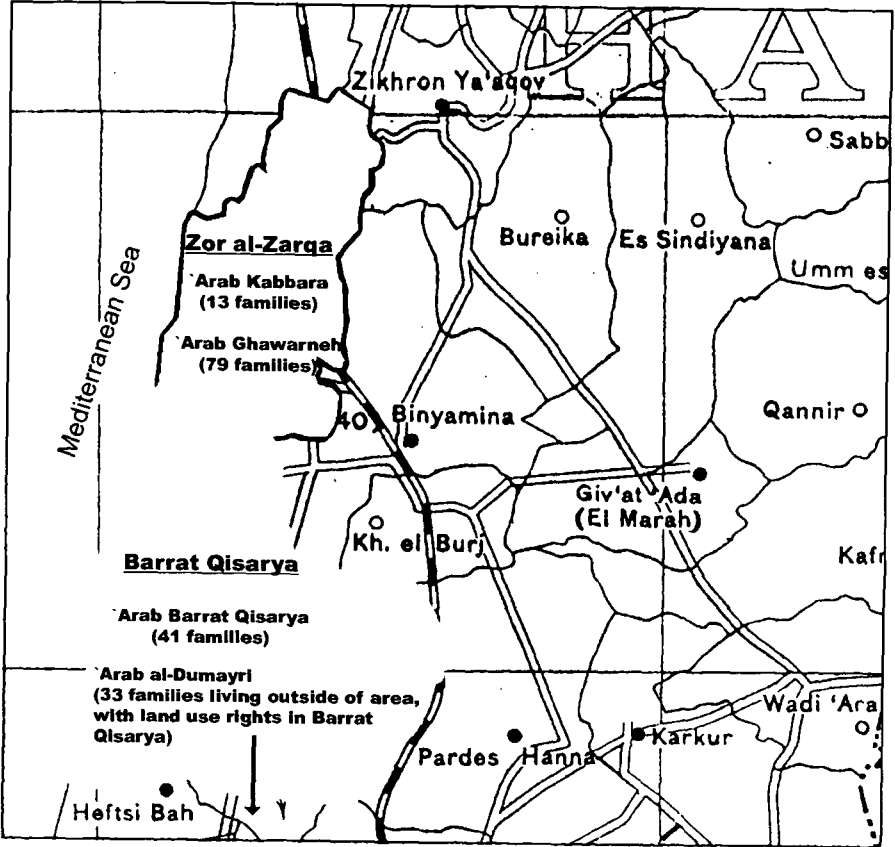 H A
Zikhron Ya'aqov
Sabb
Bureika
Es Sindiyana
Zor al-Zarqa
Umm es
`Arab Kabbara
(13 families)
`Arab Ghawarneh
(79 families)
Mediterranean Sea
40
Binyamina
Qannir
Giv'at 'Ada
(El Marah)
Kh. el Burj
Kafr
Barrat Qisarya
`Arab Barrat Qisarya
(41 families)
`Arab al-Dumayri
(33 families living outside of area,
with land use rights in Barrat
Qisarya)
Wadi 'Ara
Pardes Hanna
Karkur
Heftsi Bah